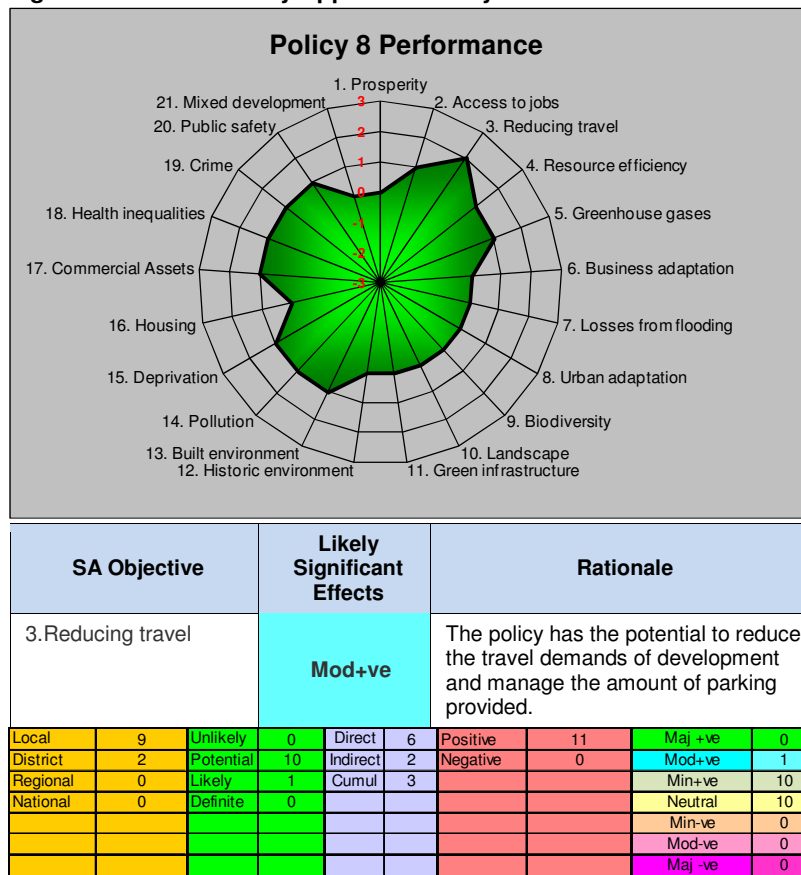 Policy 8 Performance
1. Prosperity
2. Access to jobs
3. Reducing travel
4. Resource efficiency
5. Greenhouse gases
6. Business adaptation
7. Losses from flooding
8. Urban adaptation
9. Biodiversity
10. Landscape
11. Green infrastructure
12. Historic environment
13. Built environment
14. Pollution
15. Deprivation
16. Housing
17. Commercial Assets
18. Health inequalities
19. Crime
20. Public safety
21. Mixed development
3
2
1
0
-1
-2
-3
SA Objective
Likely
Significant
Effects
Rationale
3.Reducing travel
Mod+ve
The policy has the potential to reduce
the travel demands of development
and manage the amount of parking
provided.
Local 9 Unlikely 0 Direct 6 Positive 11 Maj +ve 0
District 2 Potential 10 Indirect 2 Negative 0 Mod+ve 1
Regional 0 Likely 1 Cumul 3 Min+ve 10
National 0 Definite 0 Neutral 10
Min-ve 0
Mod-ve 0
Maj -ve 0